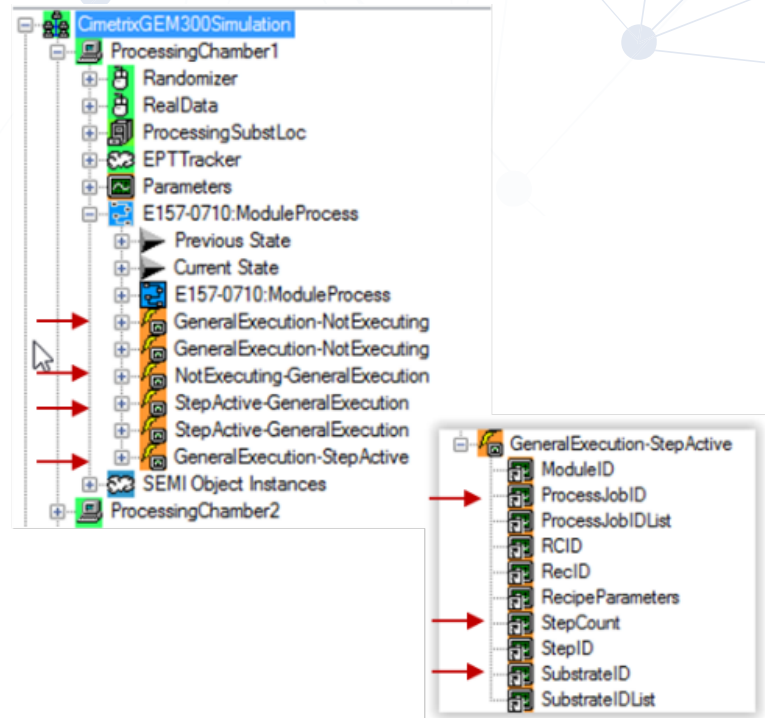 CimetrixGEM300Simulation
ProcessingChamber1
Randomizer
RealData
ProcessingSubstLoc
EPTTracker
Parameters
E157-0710:ModuleProcess
Previous State
Current State
E157-0710:ModuleProcess
GeneralExecution-NotExecuting
GeneralExecution-NotExecuting
NotExecuting-GeneralExecution
StepActive-GeneralExecution
StepActive-GeneralExecution
GeneralExecution-StepActive
SEMI Object Instances
ProcessingChamber2
GeneralExecution-StepActive
ModuleID
ProcessJobID
ProcessJobIDList
RCID
RecID
RecipeParameters
StepCount
StepID
SubstrateID
SubstrateIDList